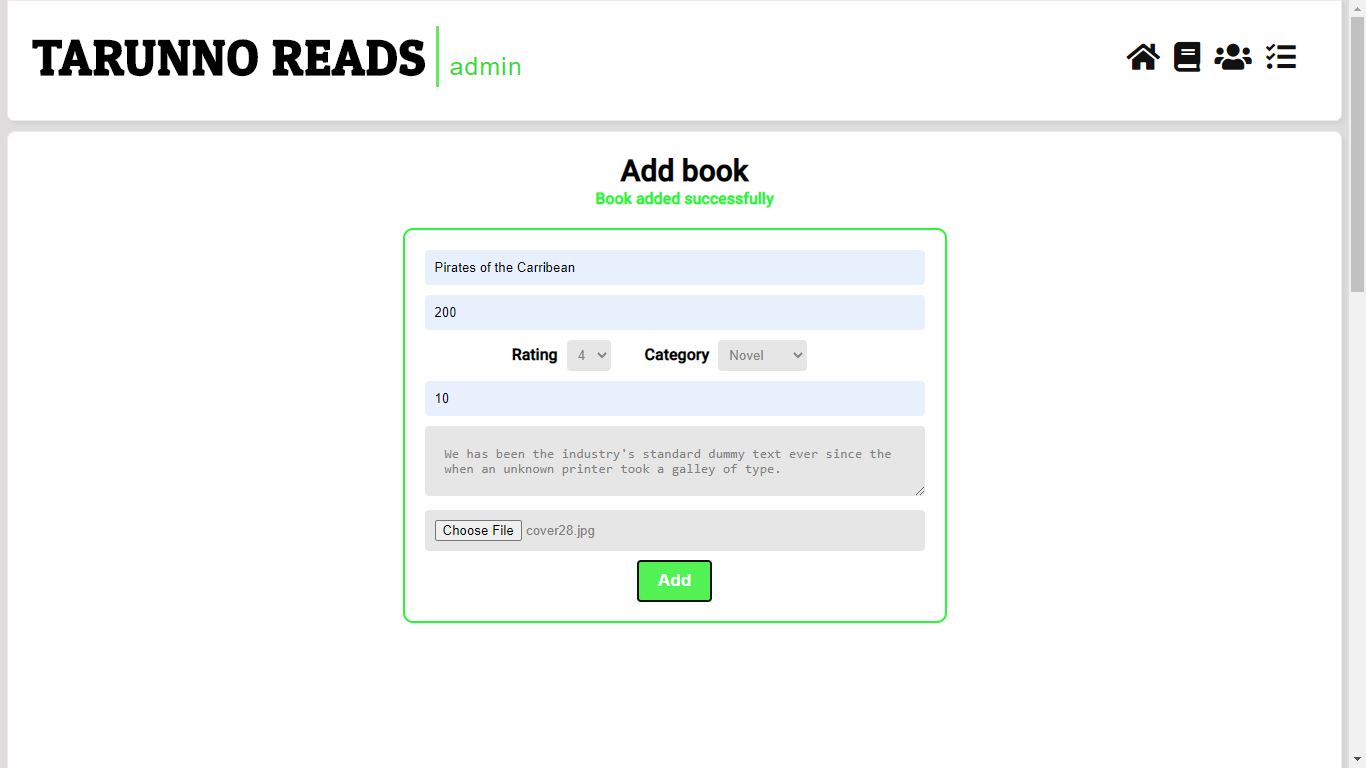 TARUNNO READS admin
Add book
Book added successfully
Pirates of the Carribean
200
Rating 4 Category Novel
10
We has been the industry's standard dummy text ever since the
when an unknown printer took a galley of type.
Choose File cover28.jpg
Add